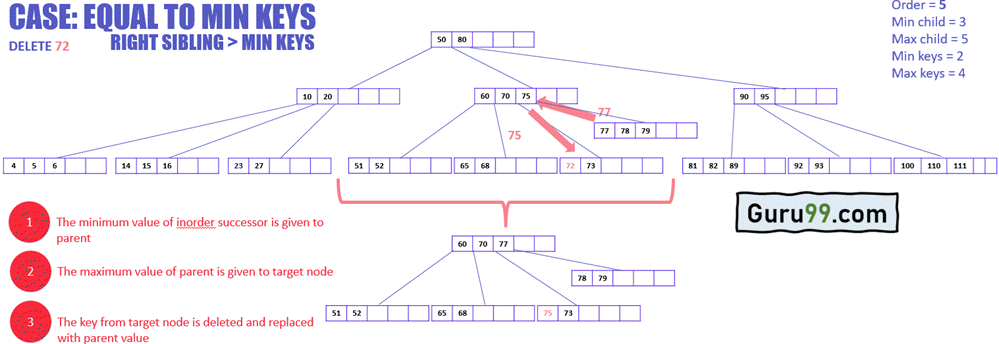 CASE: EQUAL TO MIN KEYS
DELETE 72
RIGHT SIBLING > MIN KEYS
Order = 5
Min child = 3
Max child = 5
Min keys = 2
Max keys = 4
50 80
10 20
60 70 75
90 95
77
77 78 79
75
4 5 6
14 15 16
23 27
51 52
65 68
72 73
81 82 89
92 93
100 110 111
Guru99.com
1 The minimum value of inorder successor is given to
parent
2 The maximum value of parent is given to target node
3 The key from target node is deleted and replaced
with parent value
60 70 77
78 79
51 52
65 68
75 73